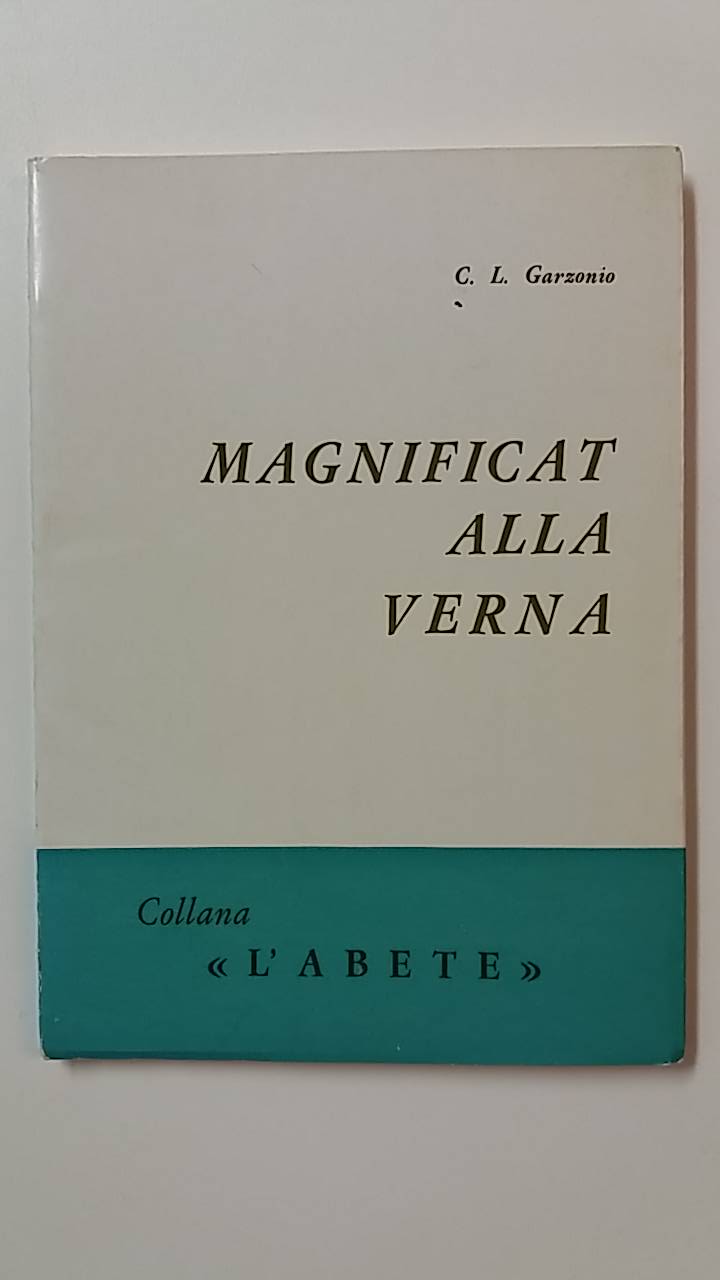 C. L. Garzonio
MAGNIFICAT
ALLA
VERNA
Collana
« L'ABETE »